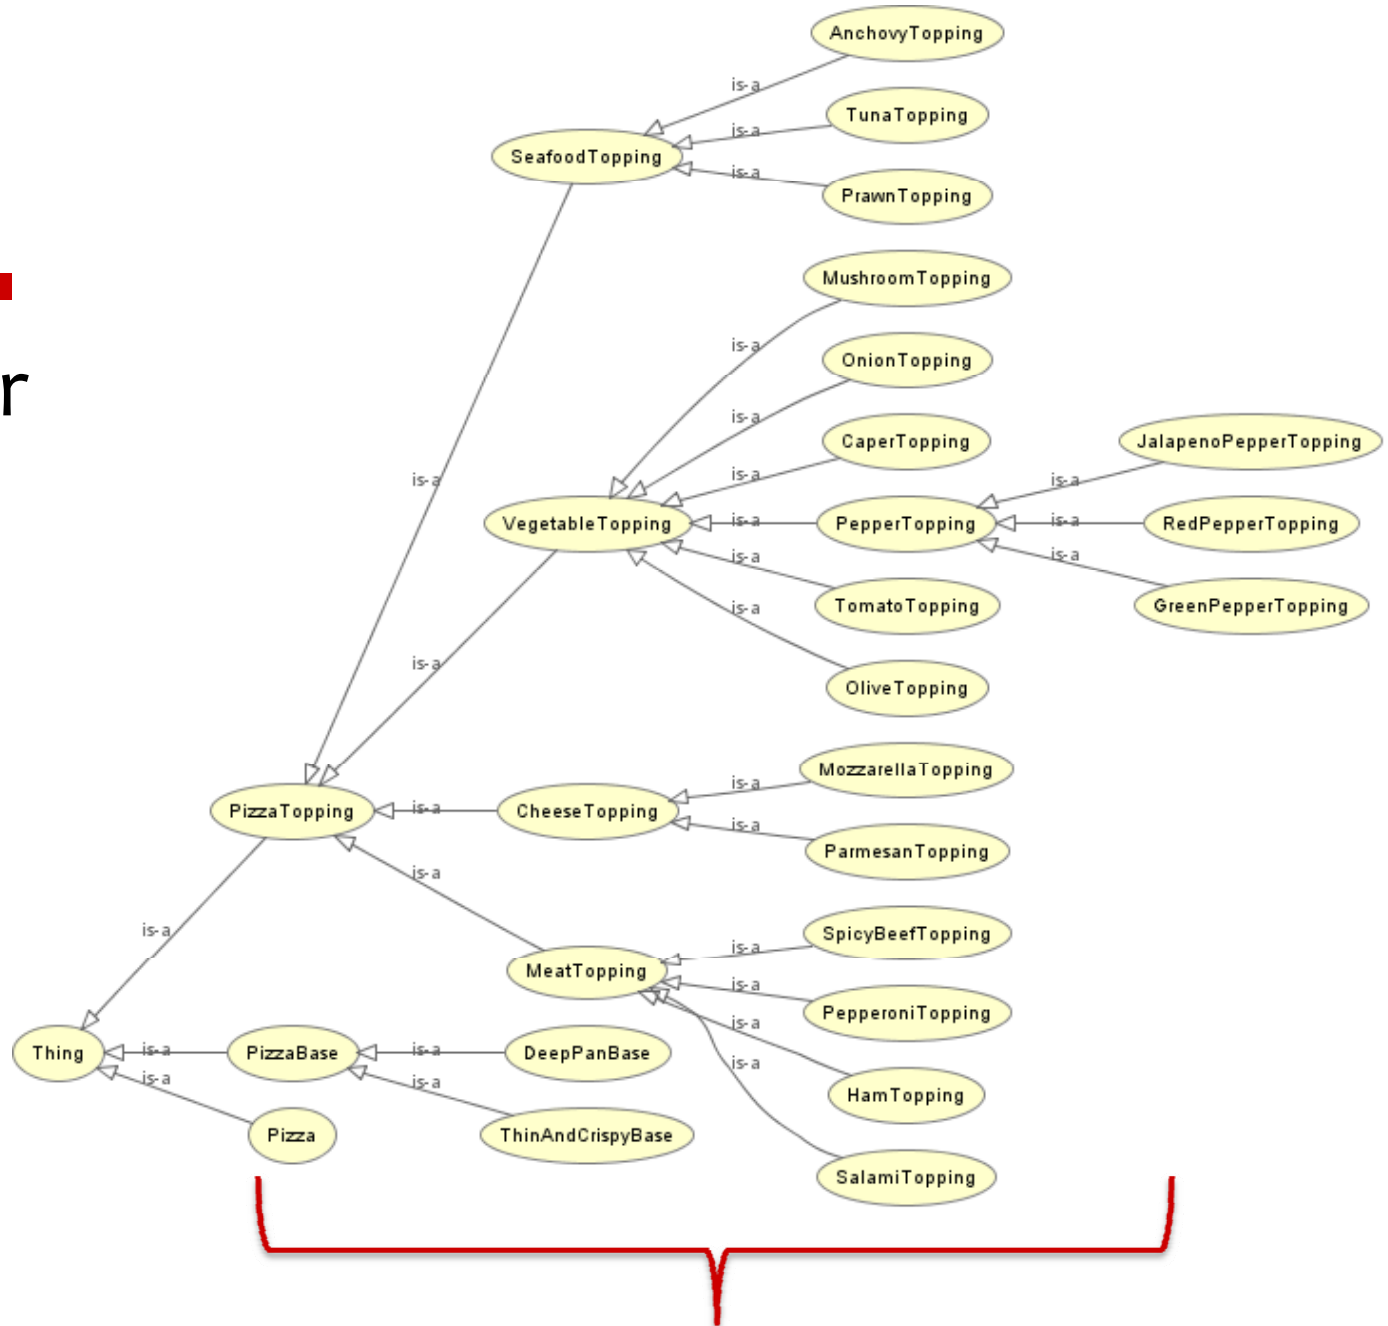 AnchovyTopping
is-a
TunaTopping
is-a
SeafoodTopping
is-a
PrawnTopping
MushroomTopping
is-a
OnionTopping
r
is-a
CaperTopping
JalapenoPepperTopping
is-a
is-a
is-a
VegetableTopping
is-a
PepperTopping
is-a
RedPepperTopping
is-a
is-a
TomatoTopping
GreenPepperTopping
is-a
is-a
OliveTopping
MozzarellaTopping
is-a
PizzaTopping
is-a
CheeseTopping
is-a
ParmesanTopping
is-a
is-a
SpicyBeefTopping
is-a
MeatTopping
is-a
PepperoniTopping
is-a
Thing
is-a
PizzaBase
is-a
DeepPanBase
is-a
is-a
is-a
HamTopping
Pizza
ThinAndCrispyBase
SalamiTopping